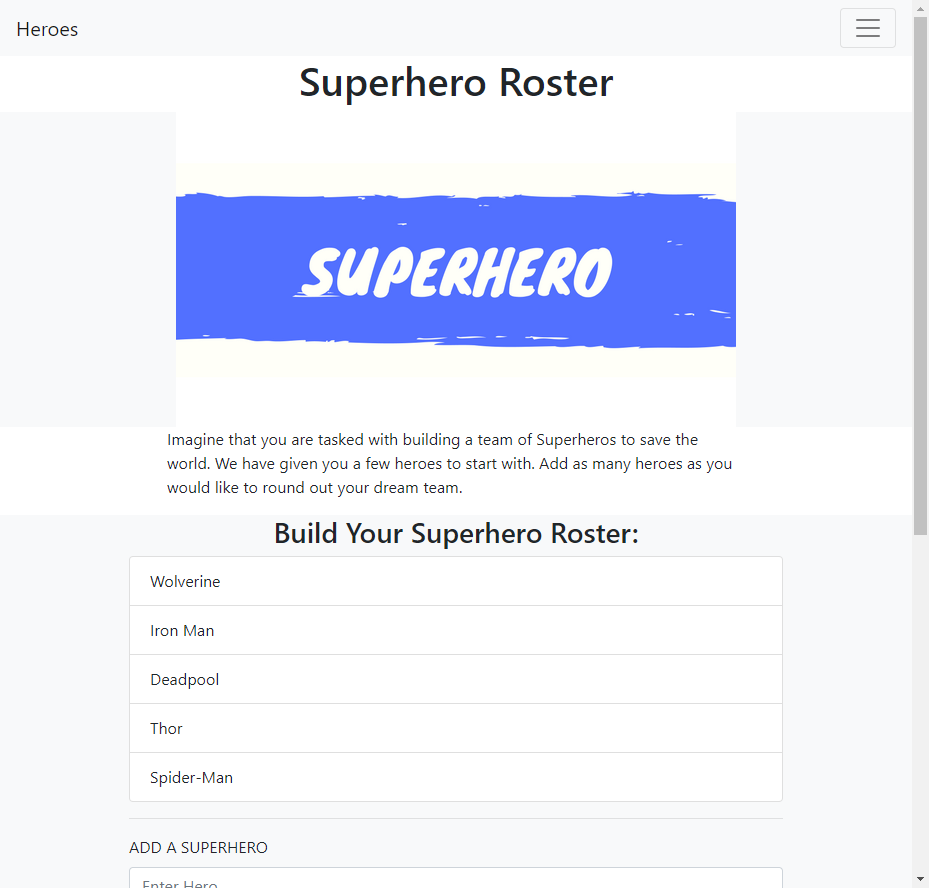 Heroes
Superhero Roster
SUPERHERO
Imagine that you are tasked with building a team of Superheros to save the
world. We have given you a few heroes to start with. Add as many heroes as you
would like to round out your dream team.
Build Your Superhero Roster:
Wolverine
Iron Man
Deadpool
Thor
Spider-Man
ADD A SUPERHERO
Enter Hero